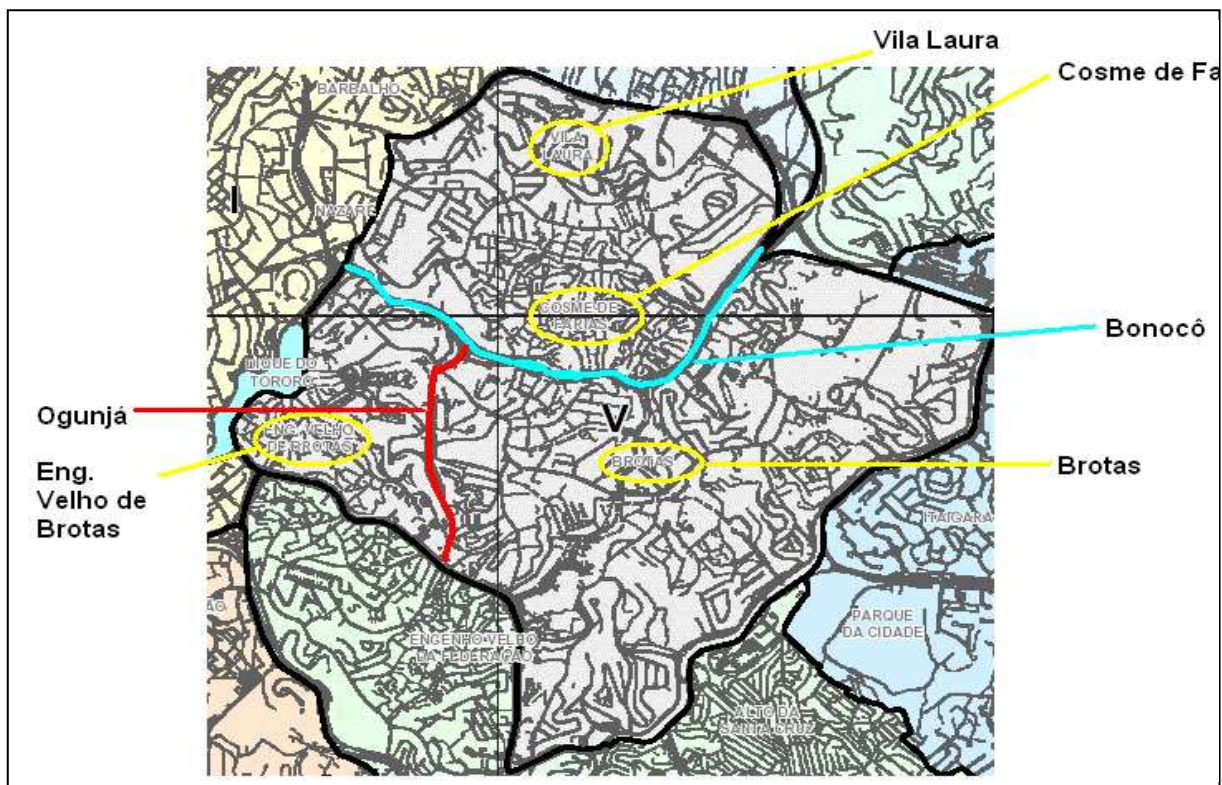 Vila Laura
Cosme de Fa
BARBALHO
VILA
LAURA
I
NAZARÉ
COSME DE
FARIAS
Bonocô
DIQUE DO
TORORO
Ogunjá
V
ENG. VELHO
DE BROTAS
BROTAS
Brotas
Eng.
Velho de
Brotas
ITAIGARA
ÃO
PARQUE
DA CIDADE
ENGENHO VELHO
DA FEDERAÇÃO
ALTO DA
SANTA CRUZ